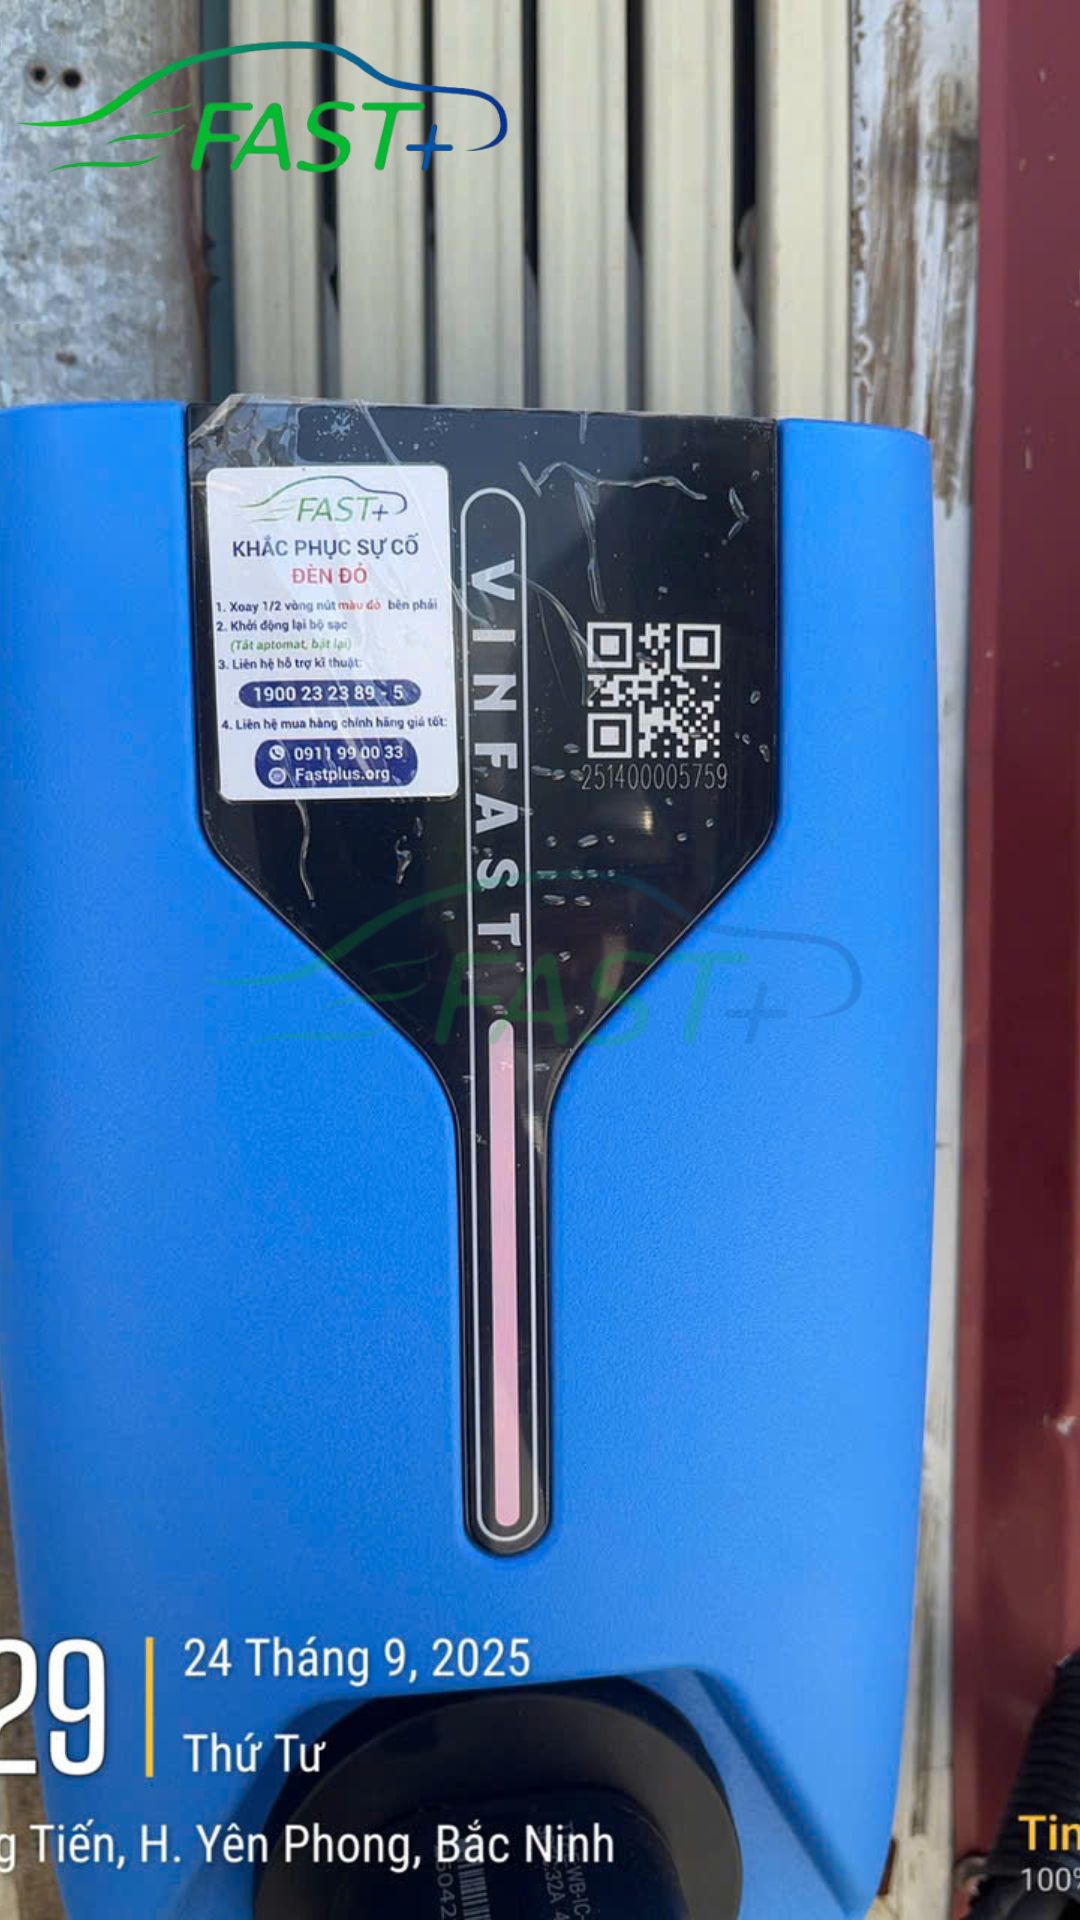 FAST+
FAST+
KHẮC PHỤC SỰ CỐ
ĐÈN ĐỎ
1. Xoay 1/2 vòng nút màu đỏ bên phải
2. Khởi động lại bộ sạc
(Tắt aptomat, bật lại)
3. Liên hệ hỗ trợ kĩ thuật:
1900 23 23 89 - 5
4. Liên hệ mua hàng chính hãng giá tốt:
0911 99 00 33
Fastplus.org
VINFAST
251400005759
FAST+
29
24 Tháng 9, 2025
Thứ Tư
g Tiến, H. Yên Phong, Bắc Ninh
Tim
100%